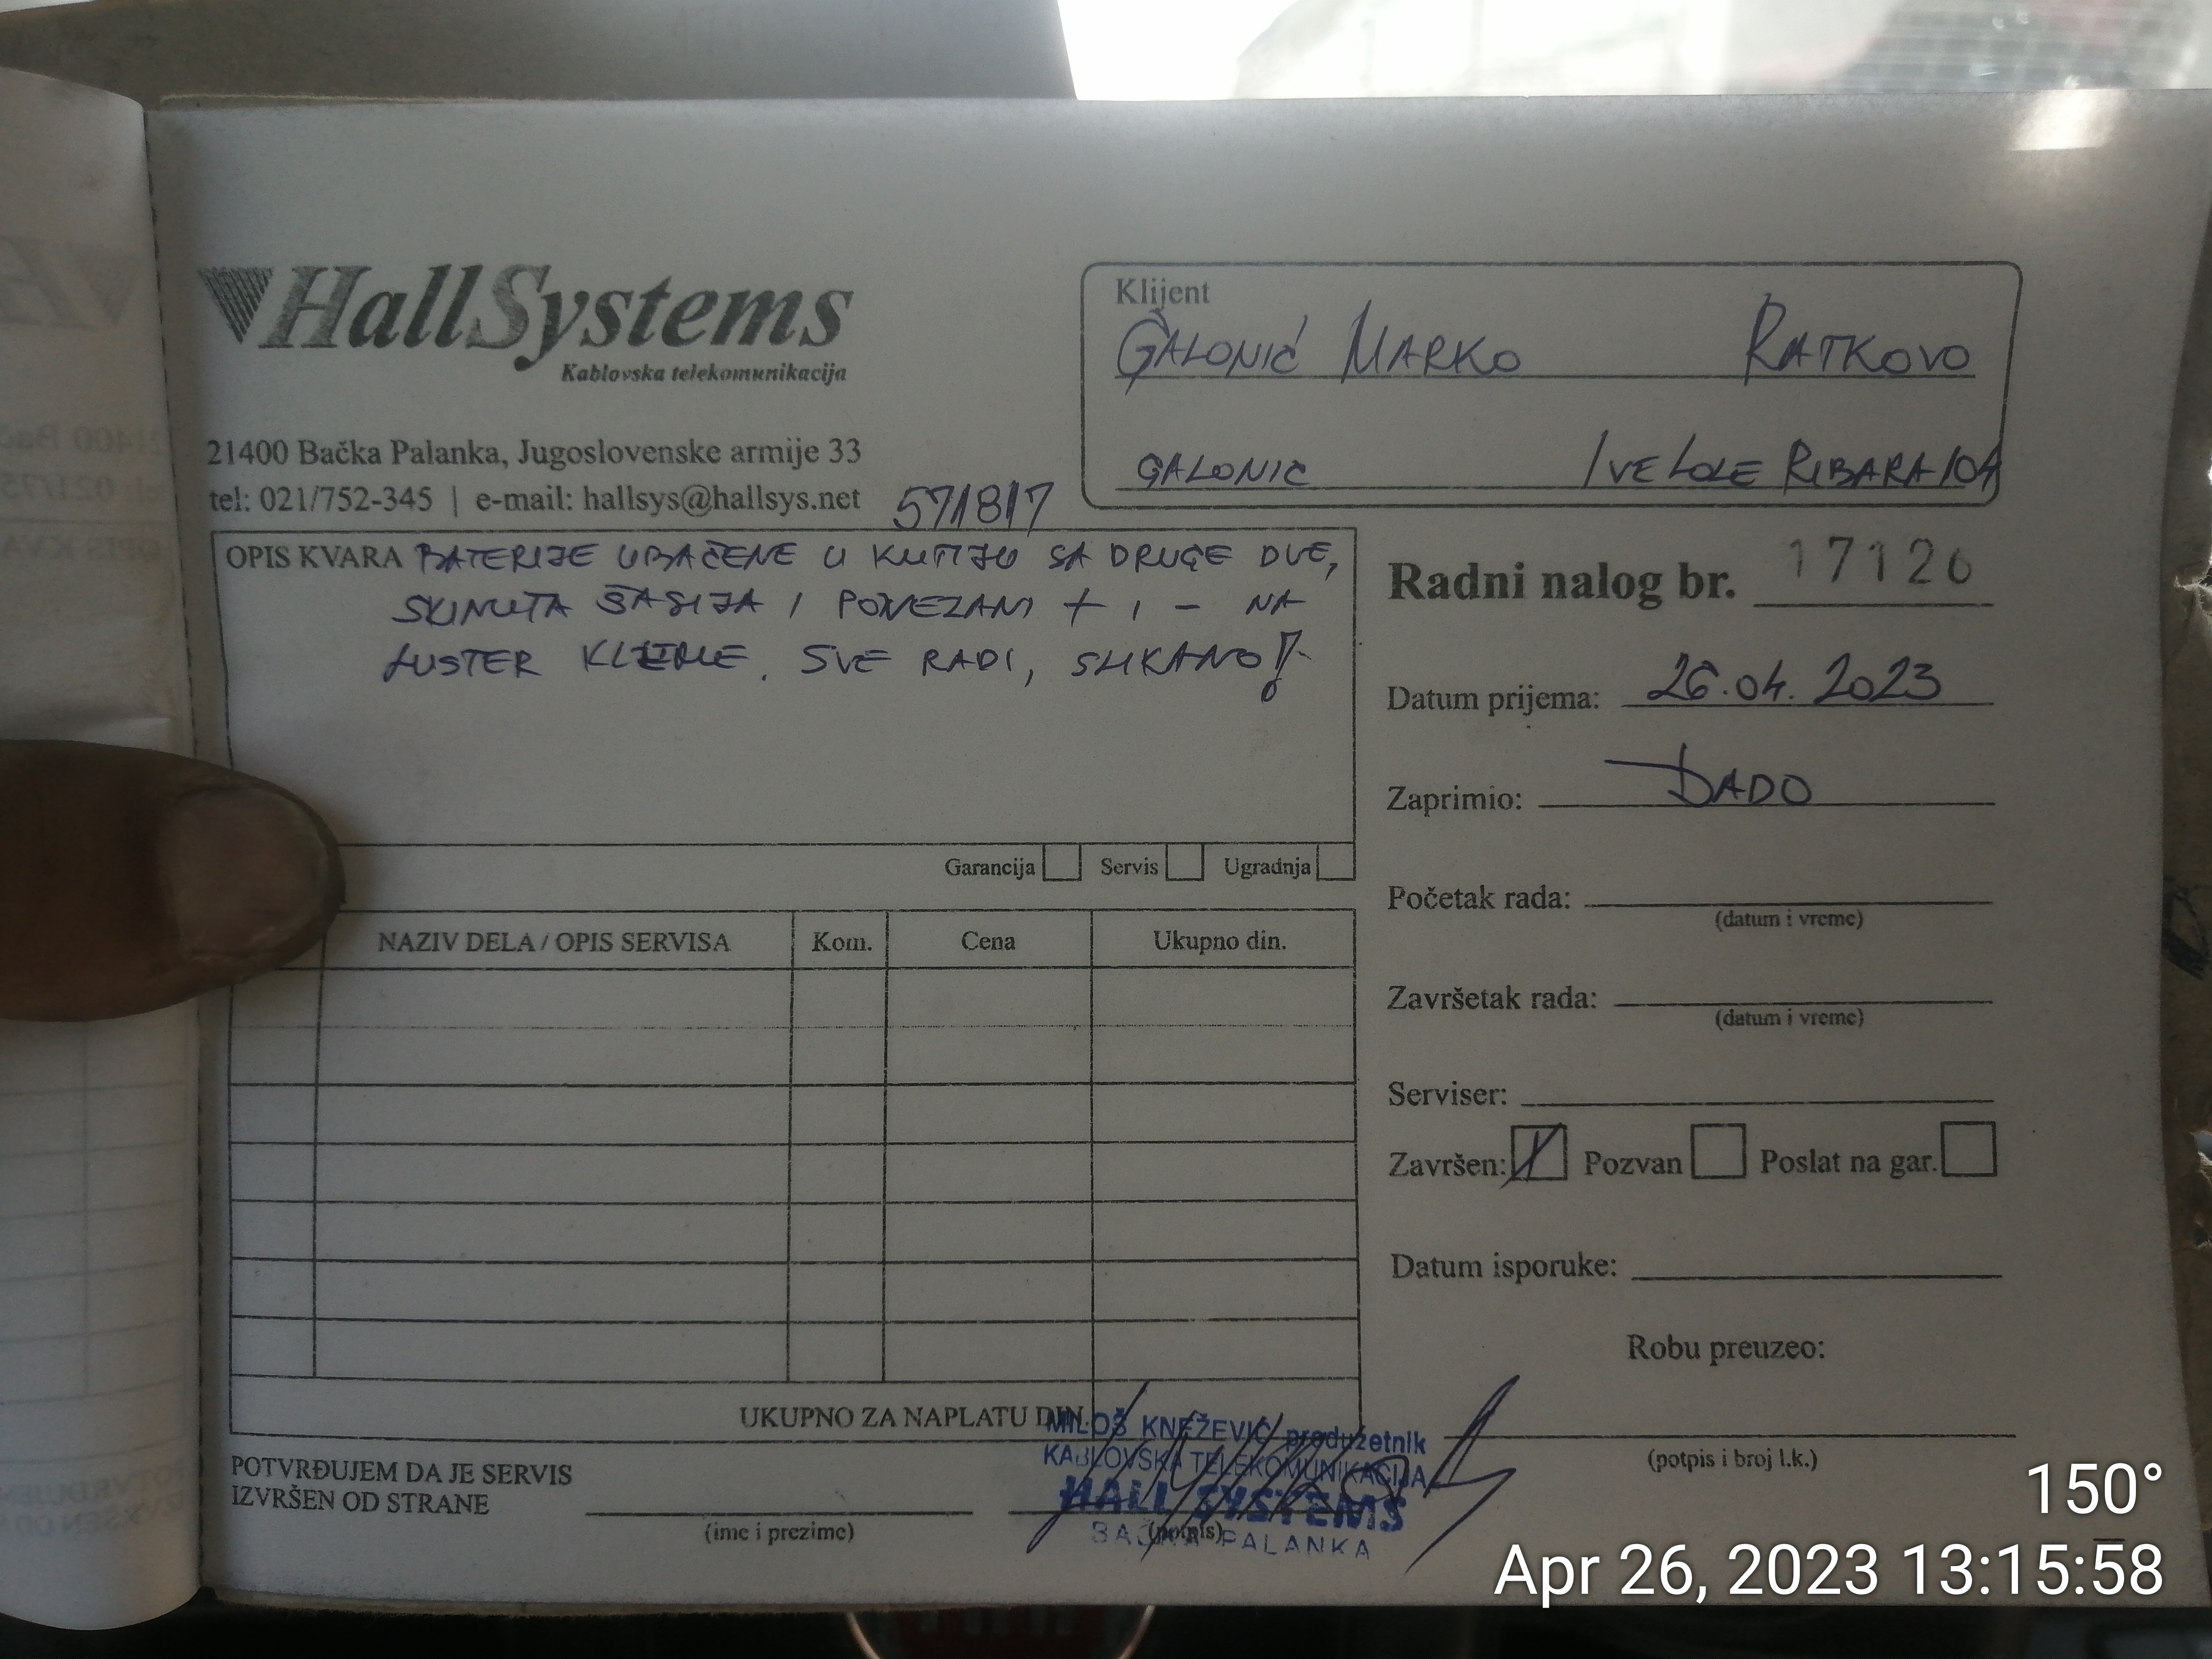 HallSystems
Kablovska telekomunikacija
21400 Bačka Palanka, Jugoslovenske armije 33
tel: 021/752-345 | e-mail: hallsys@hallsys.net
571817
Klijent
GALONIĆ MARKO RATKOVO
GALONIC IVE LOLE RIBARA 104
OPIS KVARA BATERIJE UBAČENE U KUTIJU SA DRUGE DVE,
SKINUTA ŠASIJA I POVEZANI + I - NA
LUSTER KLEME. SVE RADI, SLIKANO!
Garancija Servis Ugradnja
Radni nalog br. 17126
Datum prijema: 26.04.2023
Zaprimio: DADO
Početak rada:
(datum i vreme)
Završetak rada:
(datum i vreme)
Serviser:
Završen: Pozvan Poslat na gar.
Datum isporuke:
Robu preuzeo:
(potpis i broj l.k.)
NAZIV DELA / OPIS SERVISA Kom. Cena Ukupno din.
UKUPNO ZA NAPLATU DIN.
MILOŠ KNEŽEVIĆ preduzetnik
KABLOVSKA TELEKOMUNIKACIJA
HALL SYSTEMS
BAČKA PALANKA
POTVRĐUJEM DA JE SERVIS
IZVRŠEN OD STRANE
(ime i prezime) (potpis)
150°
Apr 26, 2023 13:15:58